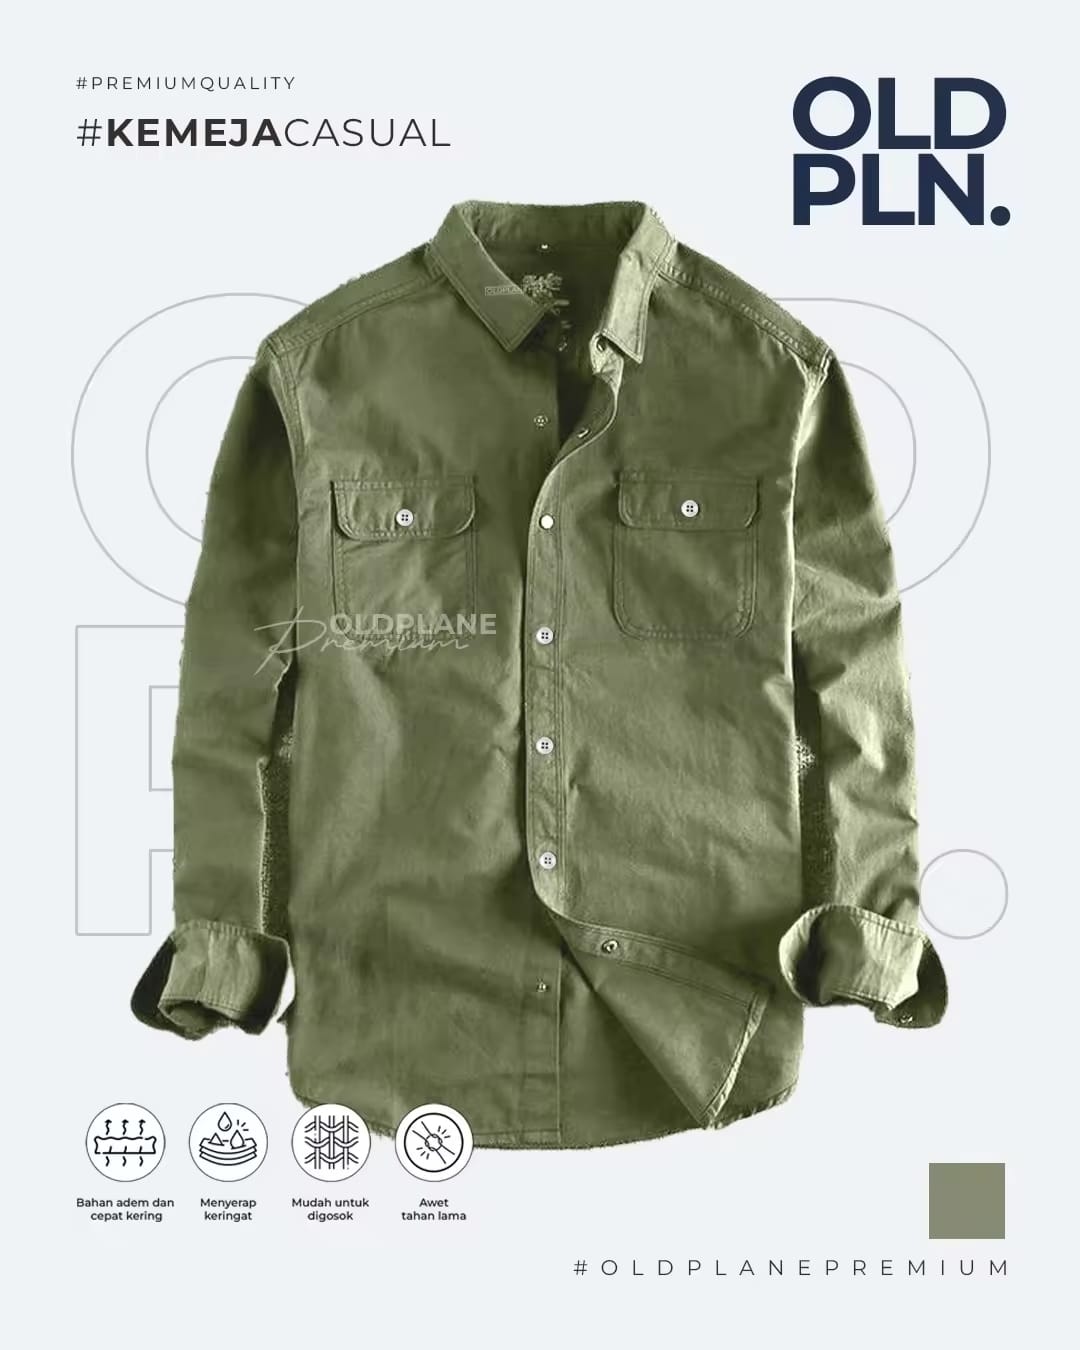 #PREMIUMQUALITY
#KEMEJACASUAL
OLD
PLN.
OLDPLANE
OLDPLANE
Premium
Bahan adem dan
cepat kering
Menyerap
keringat
Mudah untuk
digosok
Awet
tahan lama
#OLDPLANEPREMIUM